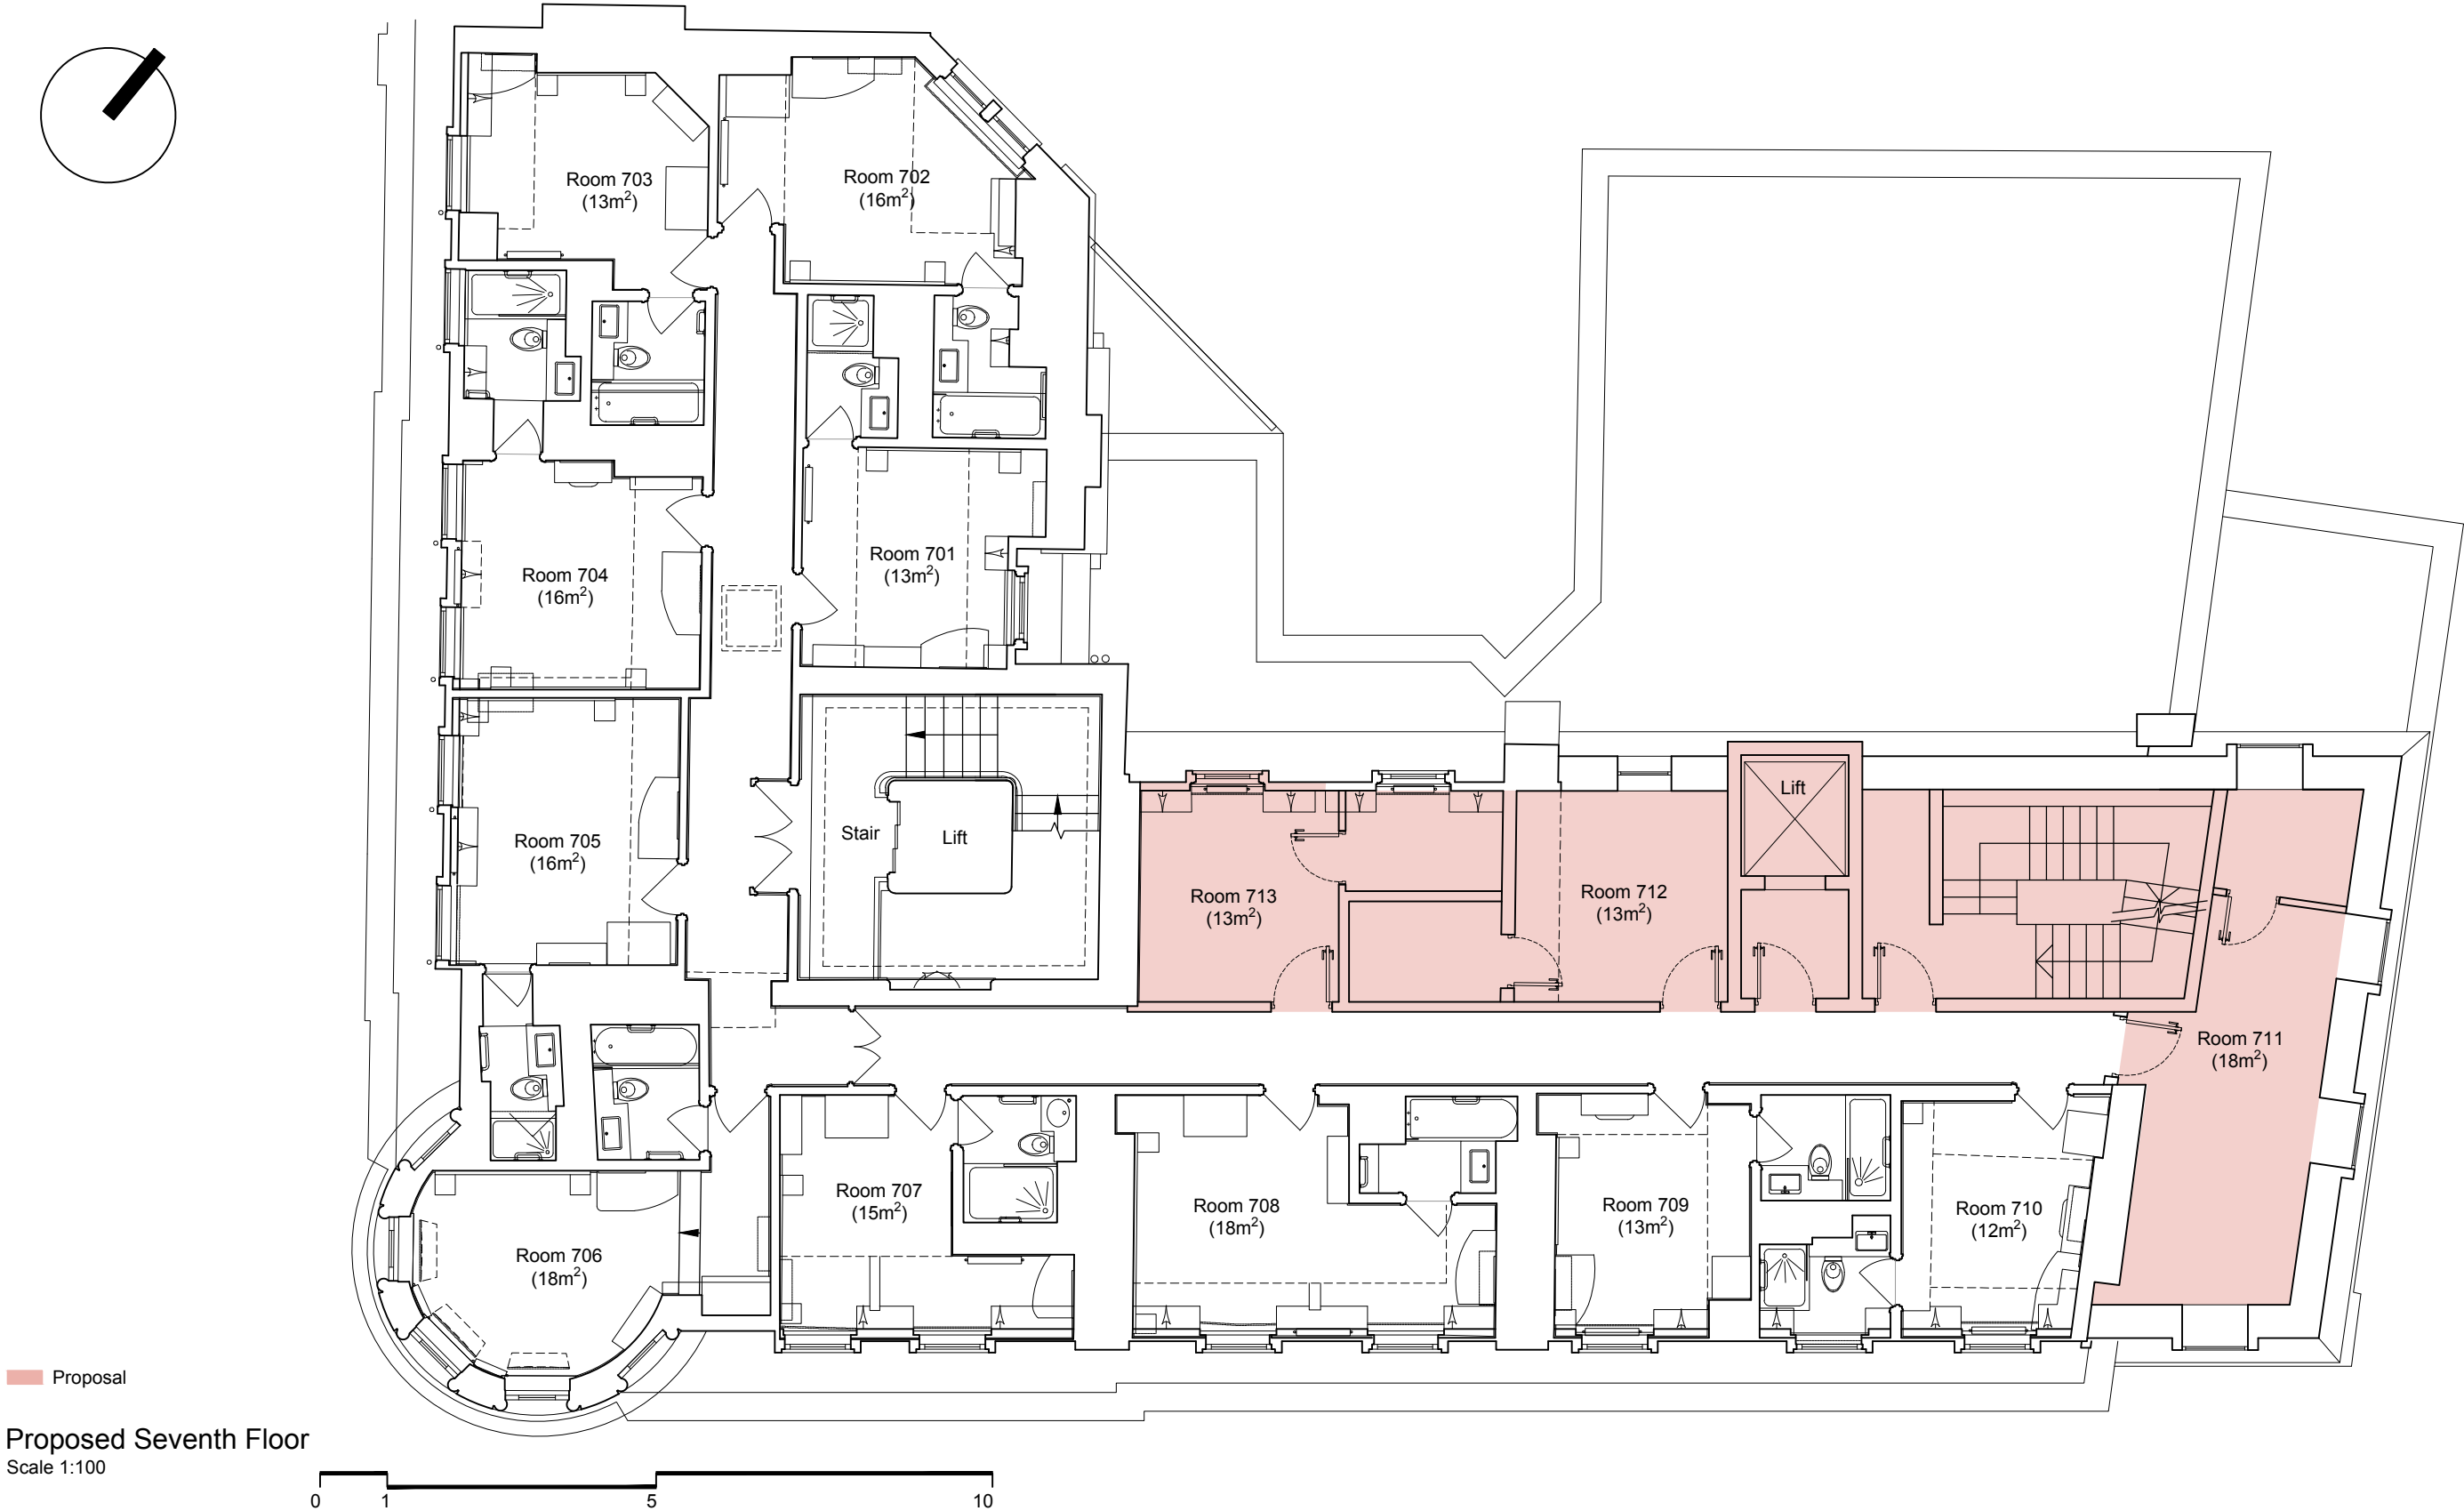 Room 703
(13m²)
Room 702
(16m²)
Room 704
(16m²)
Room 701
(13m²)
Room 705
(16m²)
Stair
Lift
Lift
Room 713
(13m²)
Room 712
(13m²)
Room 711
(18m²)
Room 706
(18m²)
Room 707
(15m²)
Room 708
(18m²)
Room 709
(13m²)
Room 710
(12m²)
Proposal
Proposed Seventh Floor
Scale 1:100
0 1 5 10